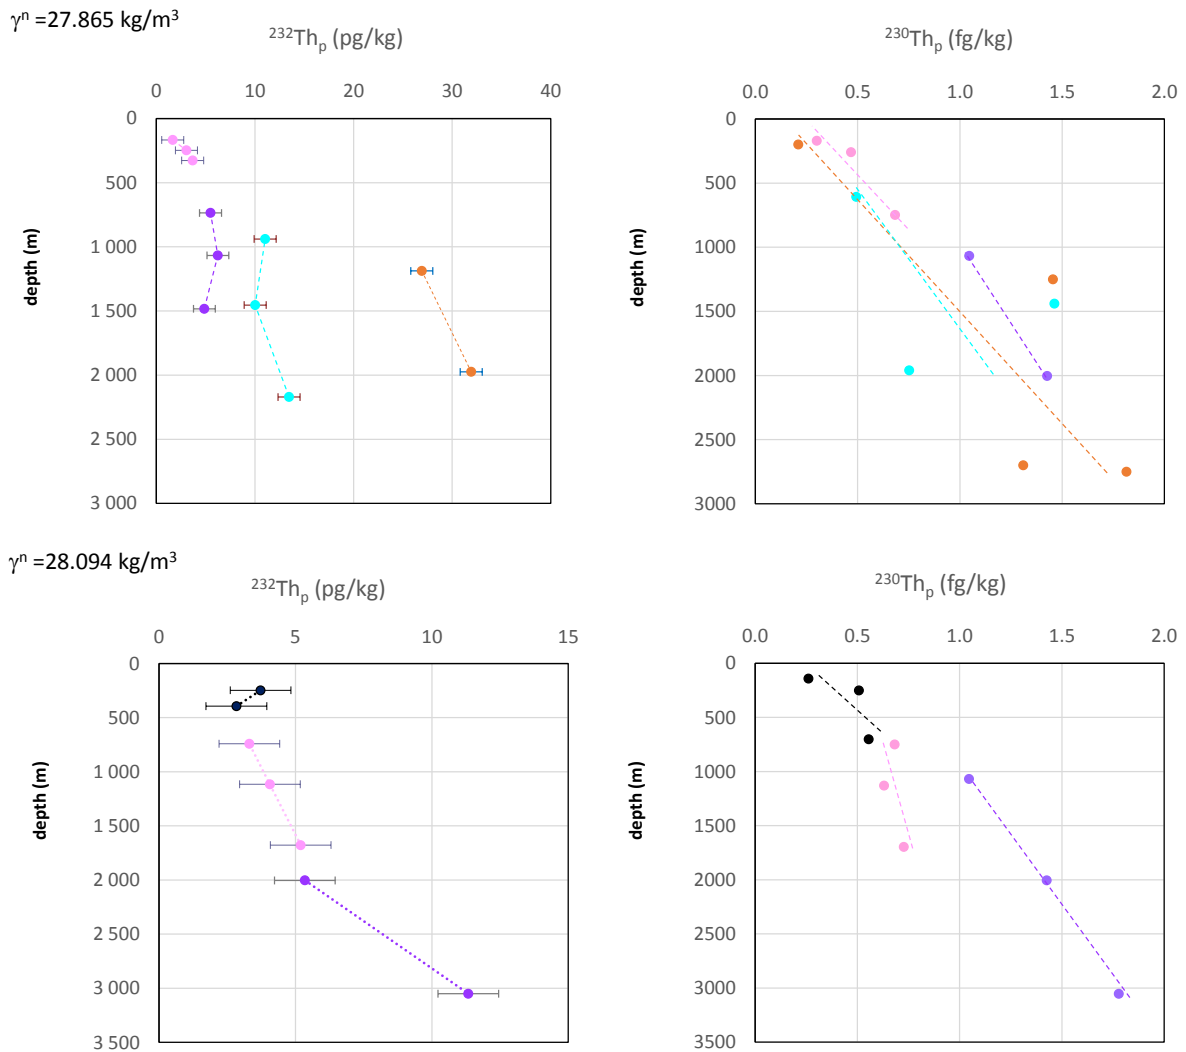 γⁿ =27.865 kg/m³
²³²Thₚ (pg/kg)
0 10 20 30 40
0
500
1 000
1 500
2 000
2 500
3 000
depth (m)
²³⁰Thₚ (fg/kg)
0.0 0.5 1.0 1.5 2.0
0
500
1000
1500
2000
2500
3000
depth (m)
γⁿ =28.094 kg/m³
²³²Thₚ (pg/kg)
0 5 10 15
0
500
1 000
1 500
2 000
2 500
3 000
3 500
depth (m)
²³⁰Thₚ (fg/kg)
0.0 0.5 1.0 1.5 2.0
0
500
1000
1500
2000
2500
3000
3500
depth (m)